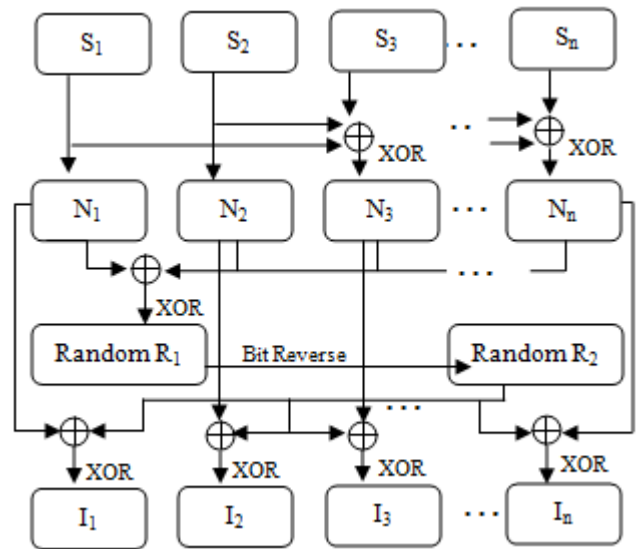 S1 S2 S3 ... Sn
.. XOR XOR
N1 N2 N3 ... Nn
...
XOR
Random R1 Bit Reverse Random R2
...
XOR XOR XOR XOR
I1 I2 I3 ... In